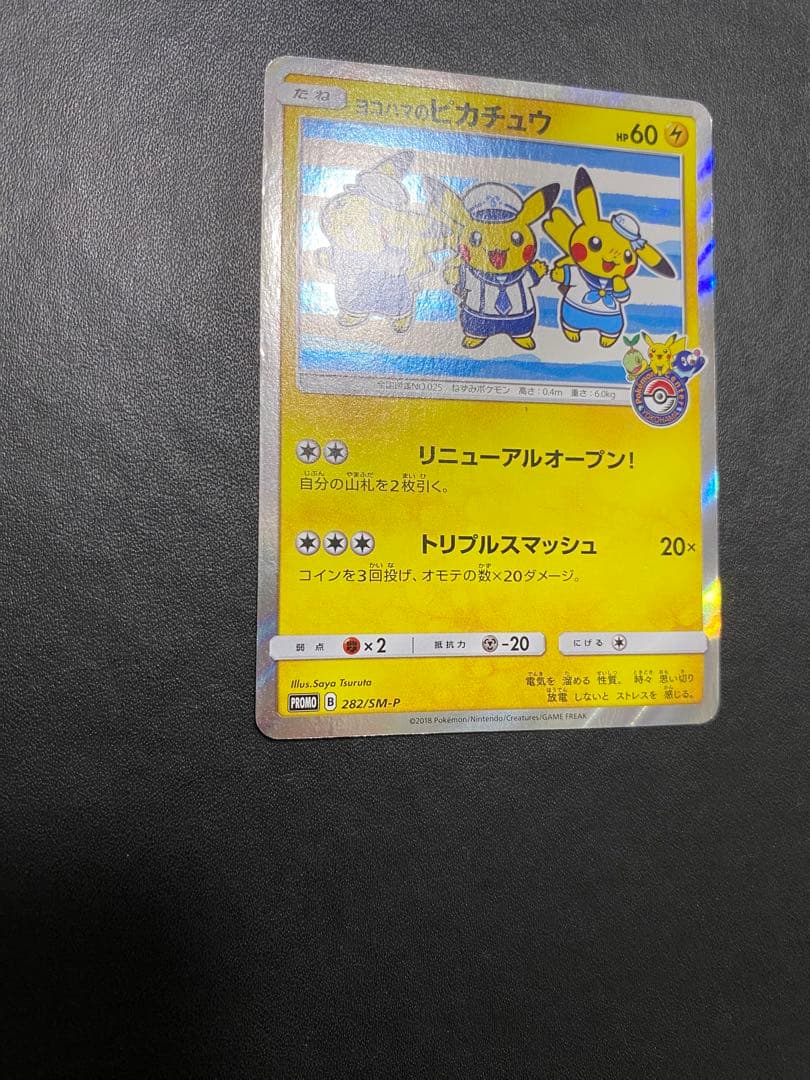 たね ヨコハマのピカチュウ HP60
全国図鑑NO.025 ねずみポケモン 高さ:0.4m 重さ:6.0kg
Pokémon Center
YOKOHAMA
リニューアルオープン!
自分の山札を2枚引く。
トリプルスマッシュ 20×
コインを3回投げ、オモテの数×20ダメージ。
弱点 ×2 抵抗力 -20 にげる
Illus.Saya Tsuruta
電気を 溜める 性質。 時々 思い切り
放電 しないと ストレスを 感じる。
PROMO B 282/SM-P
©2018 Pokémon/Nintendo/Creatures/GAME FREAK